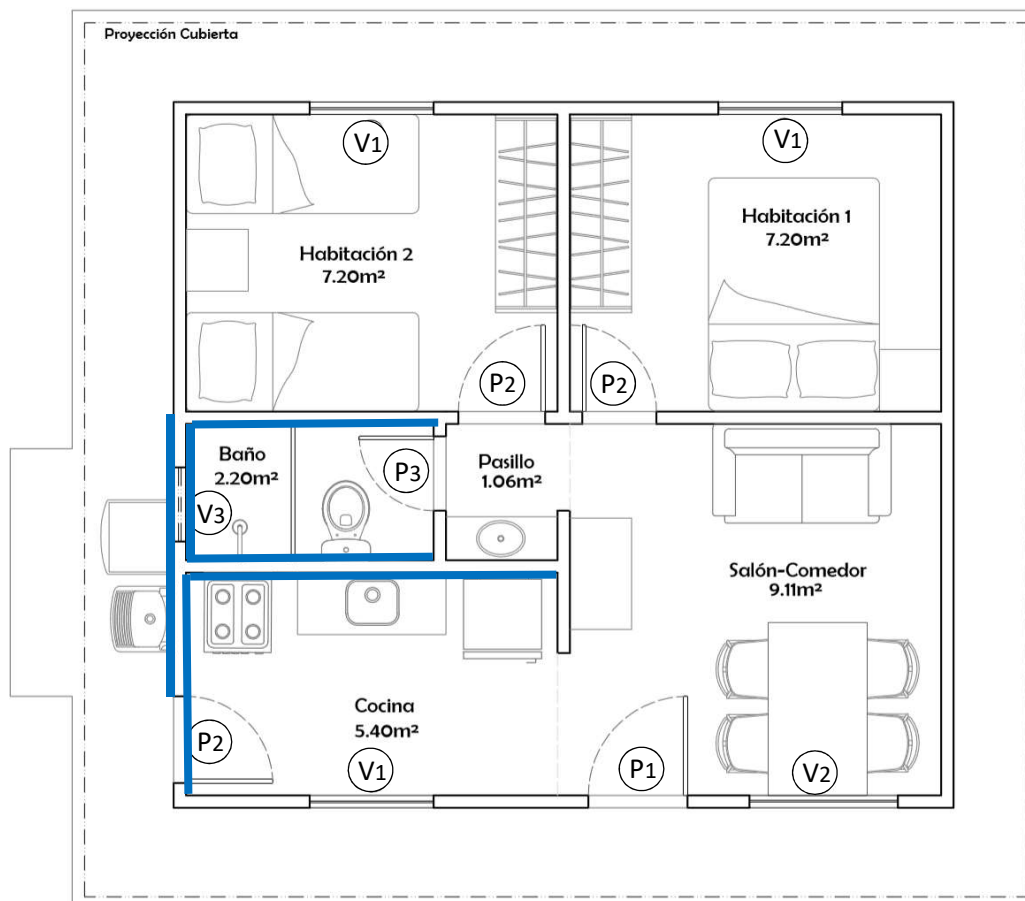 Proyección Cubierta
V1
V1
Habitación 2
7.20m²
Habitación 1
7.20m²
P2
P2
Baño
2.20m²
P3
Pasillo
1.06m²
V3
Salón-Comedor
9.11m²
Cocina
5.40m²
P2
V1
P1
V2